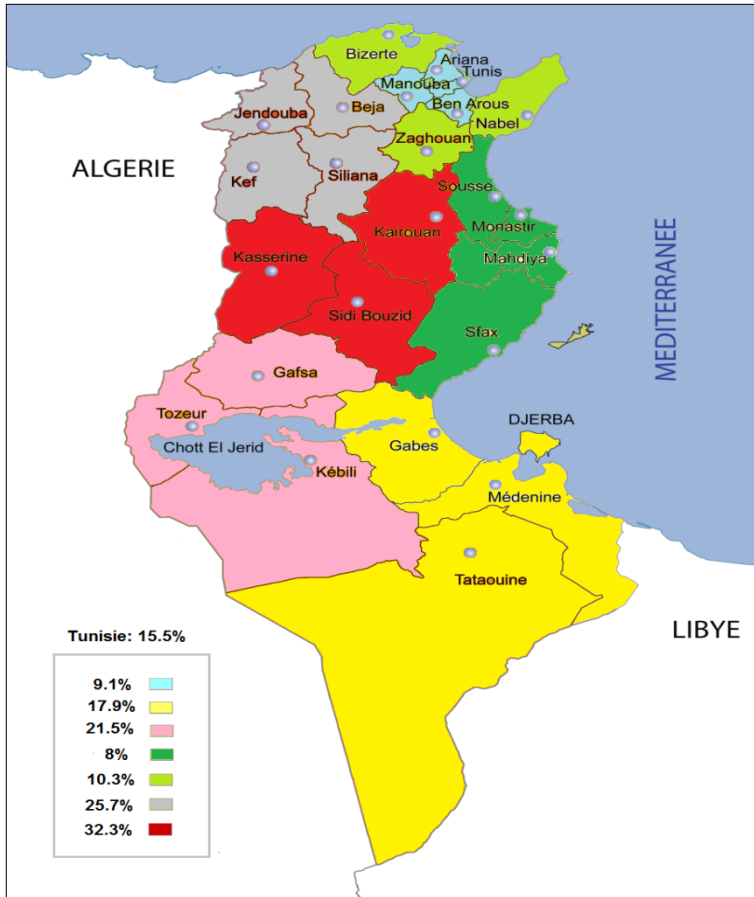 Bizerte
Ariana
Tunis
Manouba
Ben Arous
Nabel
Jendouba
Beja
Zaghouan
ALGERIE
Kef
Siliana
Sousse
Kairouan
Monastir
Mahdiya
Kasserine
Sidi Bouzid
Sfax
MEDITERRANEE
Gafsa
Tozeur
DJERBA
Chott El Jerid
Gabes
Kébili
Médenine
Tataouine
LIBYE
Tunisie: 15.5%
9.1%
17.9%
21.5%
8%
10.3%
25.7%
32.3%